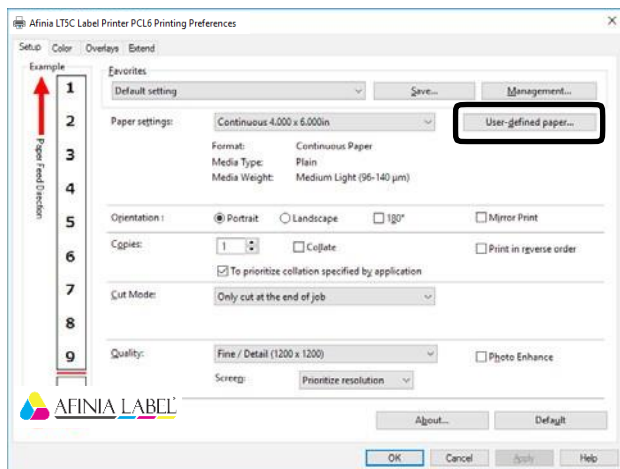 Afinia LT5C Label Printer PCL6 Printing Preferences
Setup Color Overlays Extend
Example
Paper Feed Direction
1
2
3
4
5
6
7
8
9
Favorites
Default setting Save... Management...
Paper settings: Continuous 4.000 x 6.000in User-defined paper...
Format: Continuous Paper
Media Type: Plain
Media Weight: Medium Light (96-140 µm)
Orientation : Portrait Landscape 180° Mirror Print
Copies: 1 Collate Print in reverse order
To prioritize collation specified by application
Cut Mode: Only cut at the end of job
Quality: Fine / Detail (1200 x 1200) Photo Enhance
Screen: Prioritize resolution
AFINIA LABEL
About... Default
OK Cancel Apply Help